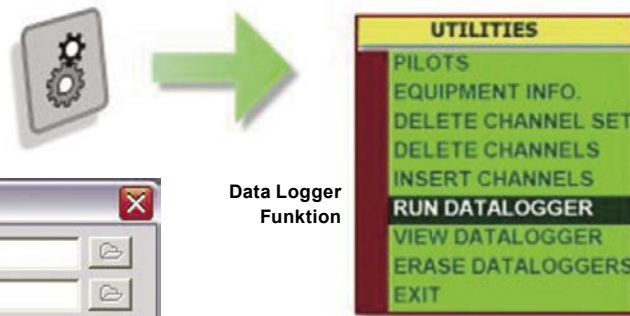 UTILITIES
PILOTS
EQUIPMENT INFO.
DELETE CHANNEL SET
DELETE CHANNELS
INSERT CHANNELS
RUN DATALOGGER
VIEW DATALOGGER
ERASE DATALOGGERS
EXIT
Data Logger
Funktion